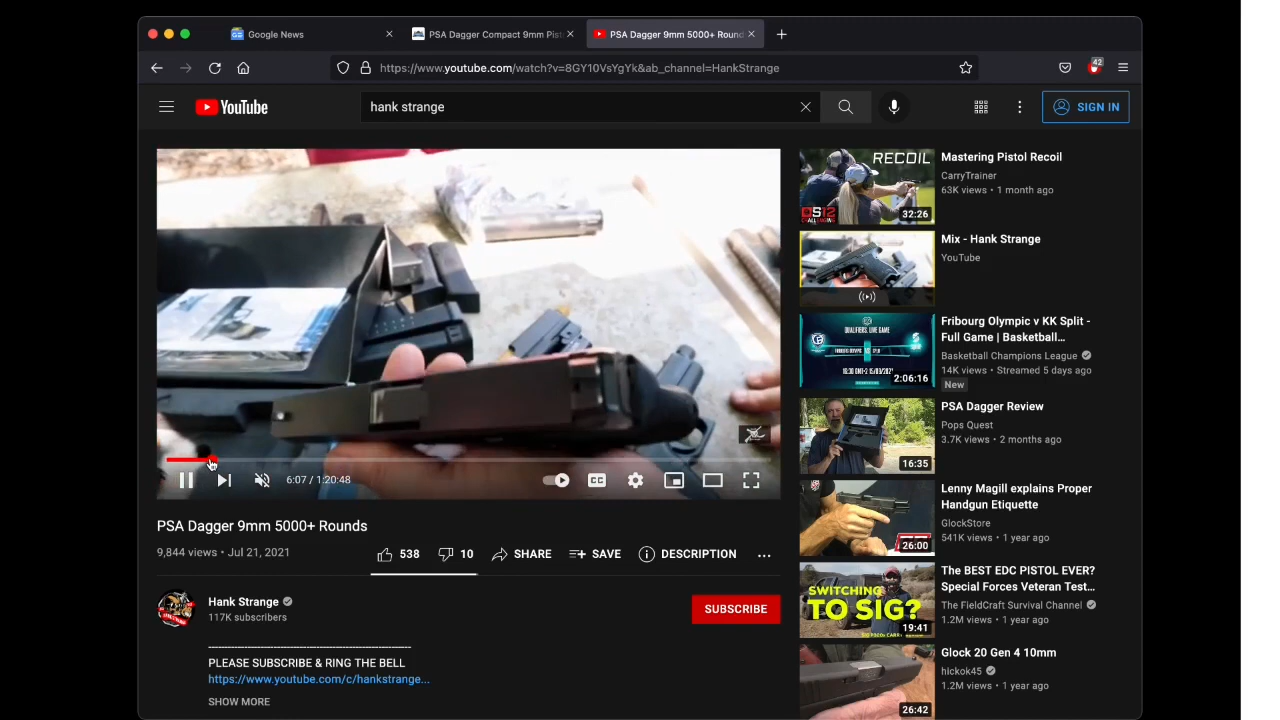 Google News
PSA Dagger Compact 9mm Pist
PSA Dagger 9mm 5000+ Round
https://www.youtube.com/watch?v=8GY10VsYgYk&ab_channel=HankStrange
42
YouTube
hank strange
SIGN IN
6:07 / 1:20:48
CC
PSA Dagger 9mm 5000+ Rounds
9,844 views • Jul 21, 2021
538
10
SHARE
SAVE
DESCRIPTION
Hank Strange
117K subscribers
SUBSCRIBE
PLEASE SUBSCRIBE & RING THE BELL
https://www.youtube.com/c/hankstrange...
SHOW MORE
RECOIL
32:26
Mastering Pistol Recoil
CarryTrainer
63K views • 1 month ago
Mix - Hank Strange
YouTube
QUALIFIERS. LIVE GAME
2:06:16
Fribourg Olympic v KK Split -
Full Game | Basketball...
Basketball Champions League
14K views • Streamed 5 days ago
New
16:35
PSA Dagger Review
Pops Quest
3.7K views • 2 months ago
26:00
Lenny Magill explains Proper
Handgun Etiquette
GlockStore
541K views • 1 year ago
SWITCHING
TO SIG?
19:41
The BEST EDC PISTOL EVER?
Special Forces Veteran Test...
The FieldCraft Survival Channel
1.2M views • 1 year ago
26:42
Glock 20 Gen 4 10mm
hickok45
1.2M views • 1 year ago